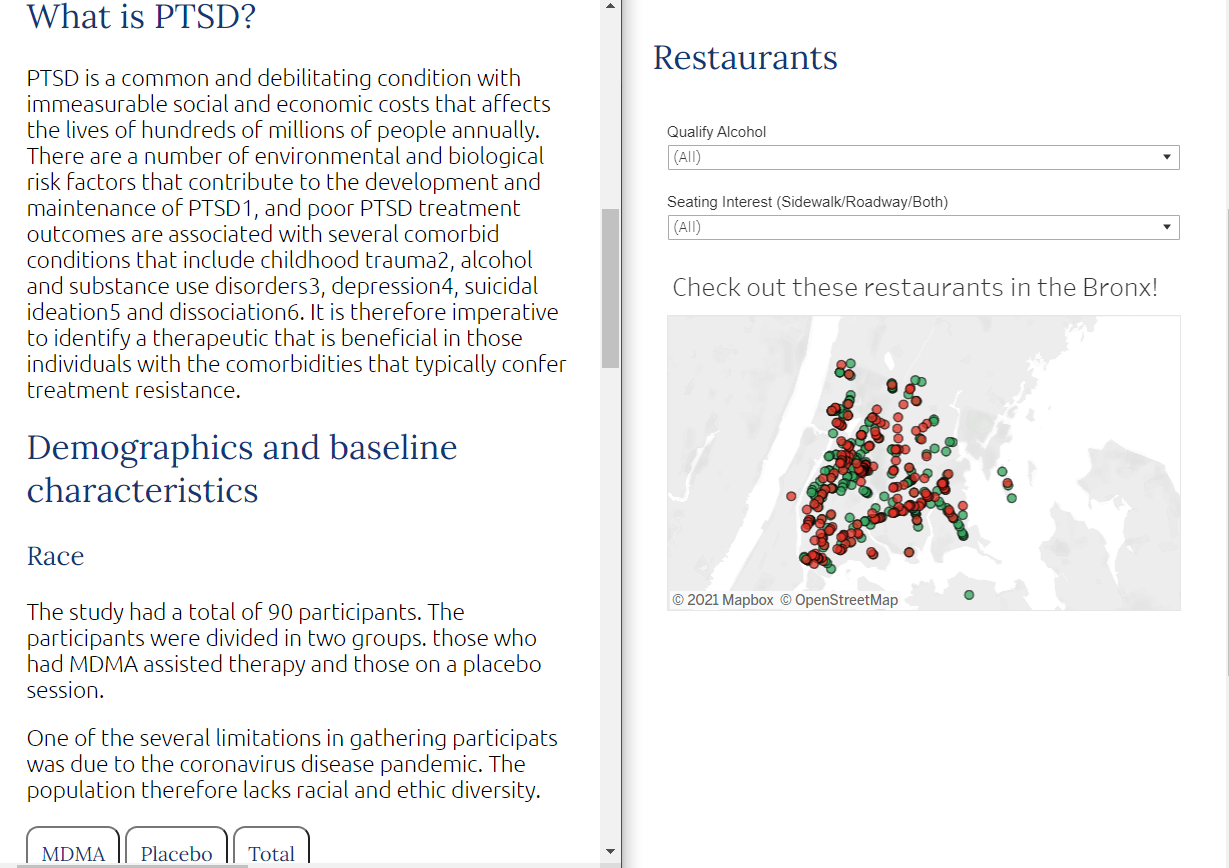 What is PTSD?
PTSD is a common and debilitating condition with
immeasurable social and economic costs that affects
the lives of hundreds of millions of people annually.
There are a number of environmental and biological
risk factors that contribute to the development and
maintenance of PTSD1, and poor PTSD treatment
outcomes are associated with several comorbid
conditions that include childhood trauma2, alcohol
and substance use disorders3, depression4, suicidal
ideation5 and dissociation6. It is therefore imperative
to identify a therapeutic that is beneficial in those
individuals with the comorbidities that typically confer
treatment resistance.
Demographics and baseline
characteristics
Race
The study had a total of 90 participants. The
participants were divided in two groups. those who
had MDMA assisted therapy and those on a placebo
session.
One of the several limitations in gathering participats
was due to the coronavirus disease pandemic. The
population therefore lacks racial and ethic diversity.
MDMA Placebo Total
Restaurants
Qualify Alcohol
(All)
Seating Interest (Sidewalk/Roadway/Both)
(All)
Check out these restaurants in the Bronx!
© 2021 Mapbox © OpenStreetMap